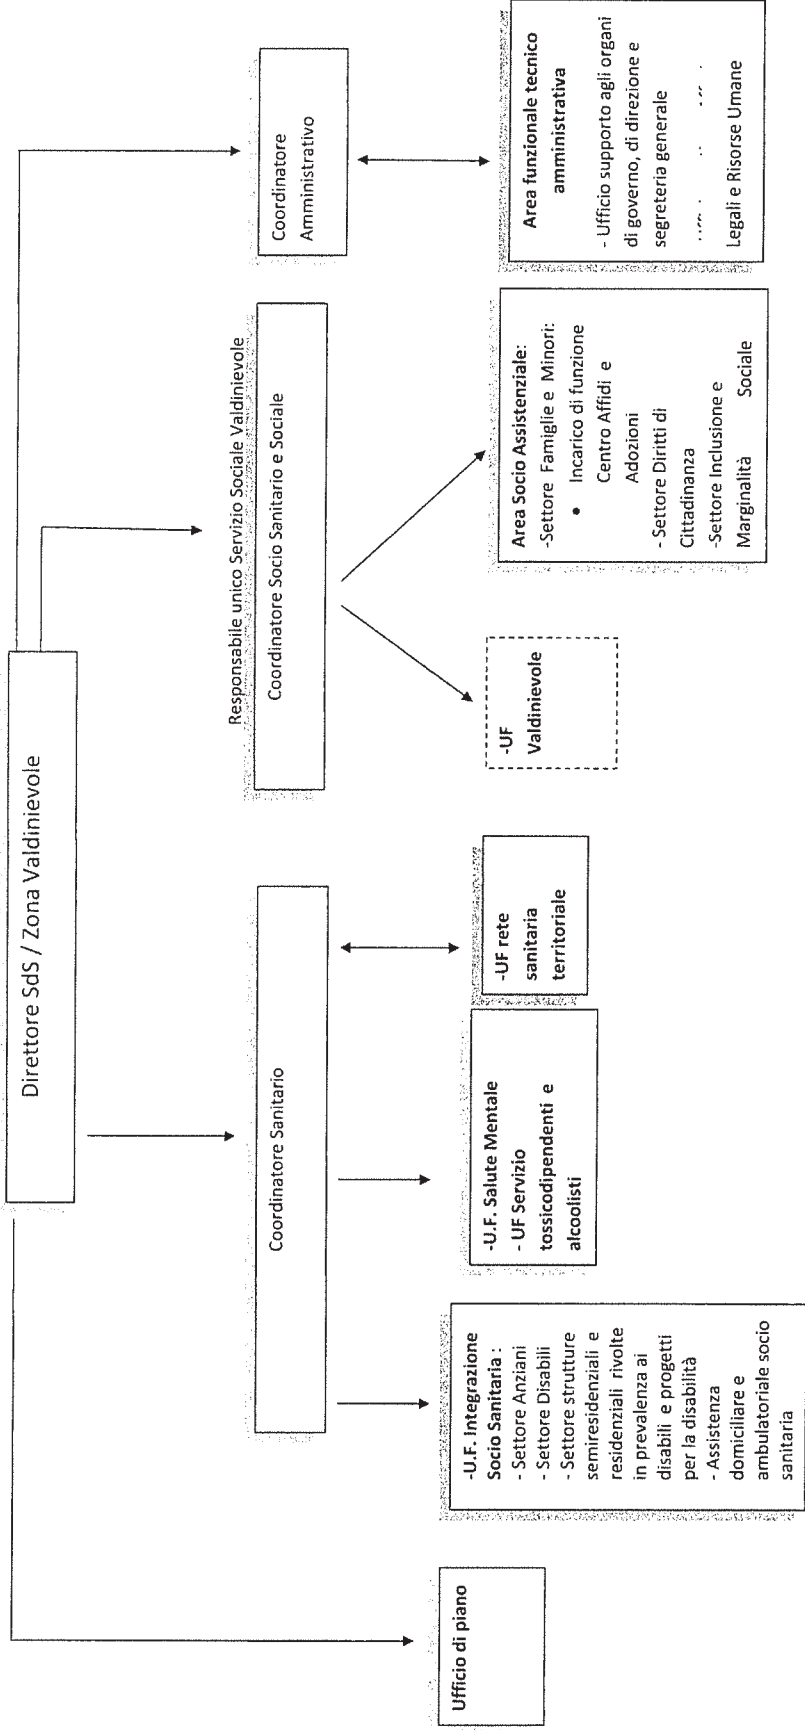 Direttore SdS / Zona Valdinievole
Responsabile unico Servizio Sociale Valdinievole
Coordinatore Sanitario
Coordinatore Socio Sanitario e Sociale
Coordinatore
Amministrativo
Ufficio di piano
-U.F. Integrazione
Socio Sanitaria :
- Settore Anziani
- Settore Disabili
- Settore strutture
semiresidenziali e
residenziali rivolte
in prevalenza ai
disabili e progetti
per la disabilità
- Assistenza
domiciliare e
ambulatoriale socio
sanitaria
-U.F. Salute Mentale
- UF Servizio
tossicodipendenti e
alcoolisti
-UF rete
sanitaria
territoriale
-UF
Valdinievole
Area Socio Assistenziale:
-Settore Famiglie e Minori:
• Incarico di funzione
Centro Affidi e
Adozioni
- Settore Diritti di
Cittadinanza
-Settore Inclusione e
Marginalità Sociale
Area funzionale tecnico
amministrativa
- Ufficio supporto agli organi
di governo, di direzione e
segreteria generale
Legali e Risorse Umane